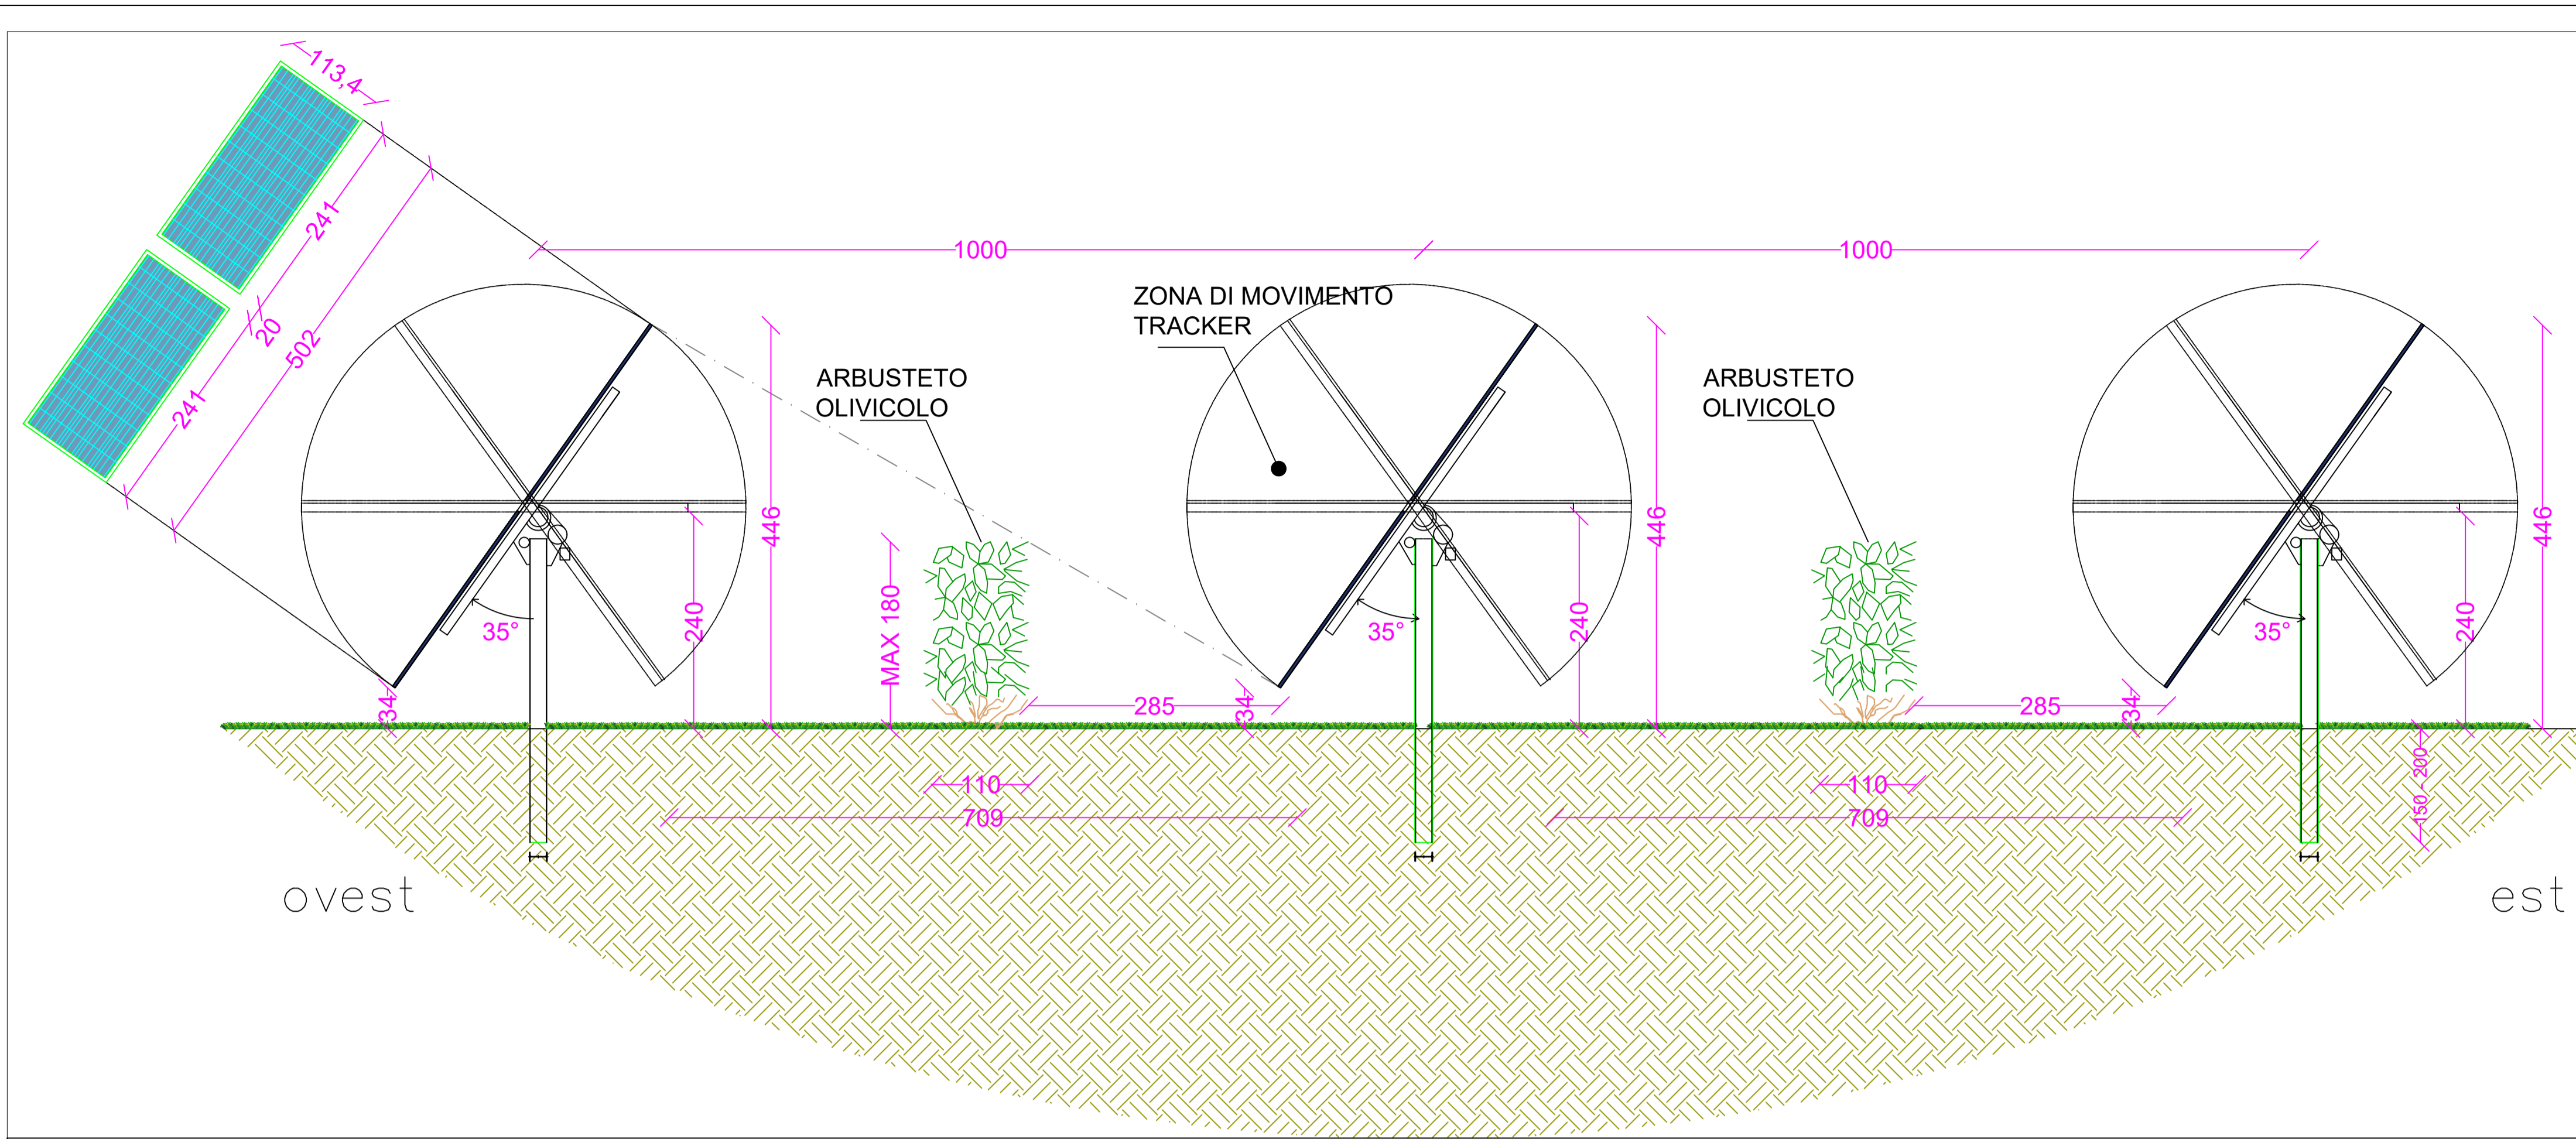 113,4
241
20
502
241
1000
1000
ZONA DI MOVIMENTO
TRACKER
ARBUSTETO
OLIVICOLO
ARBUSTETO
OLIVICOLO
446
446
446
35°
240
MAX 180
35°
240
35°
240
34
285
34
285
34
150 - 200
110
709
110
709
ovest
est